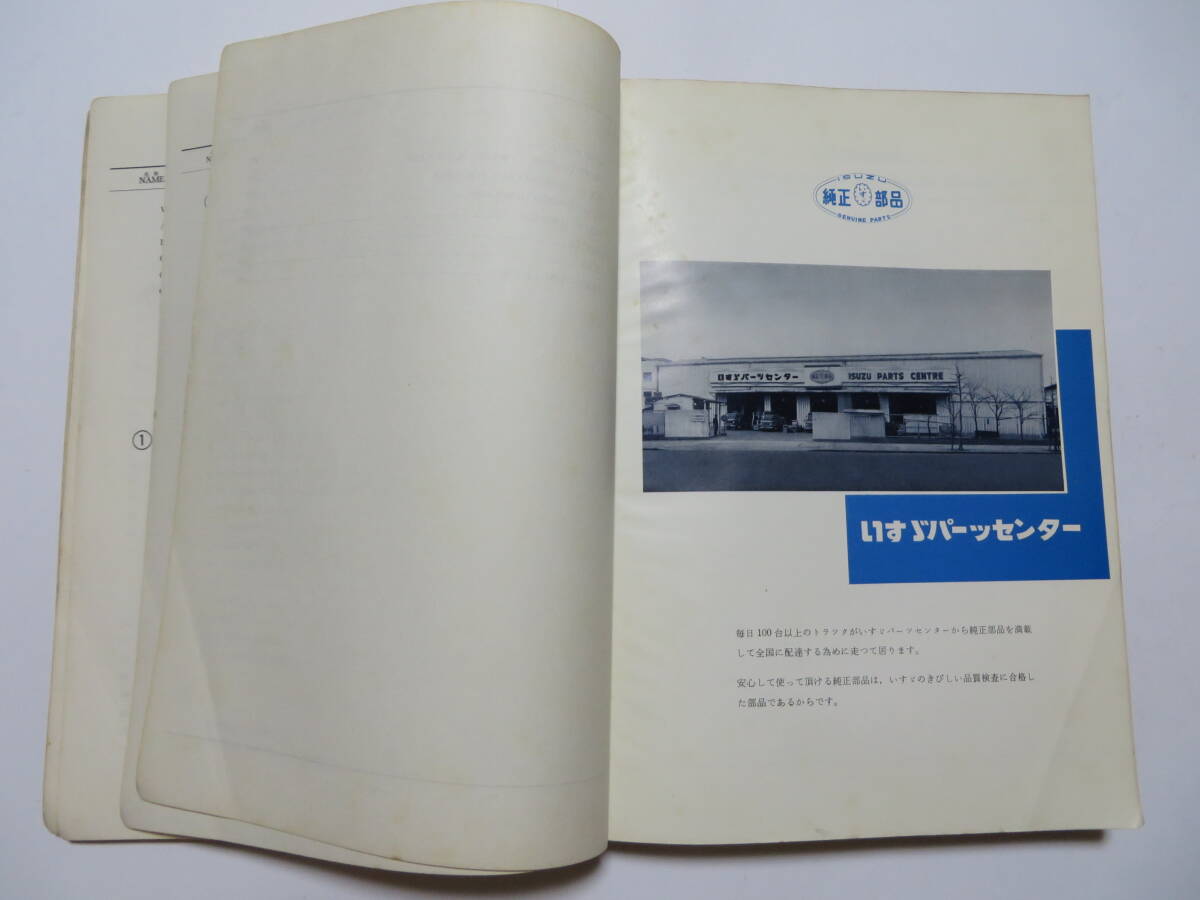 名称
NAME
N
①
ISUZU
純正 いすゞ 部品
GENUINE PARTS
いすゞパーツセンター
ISUZU PARTS CENTRE
いすゞパーツセンター
毎日100台以上のトラックがいすゞパーツセンターから純正部品を満載
して全国に配達する為めに走つて居ります。
安心して使って頂ける純正部品は、いすゞのきびしい品質検査に合格し
た部品であるからです。